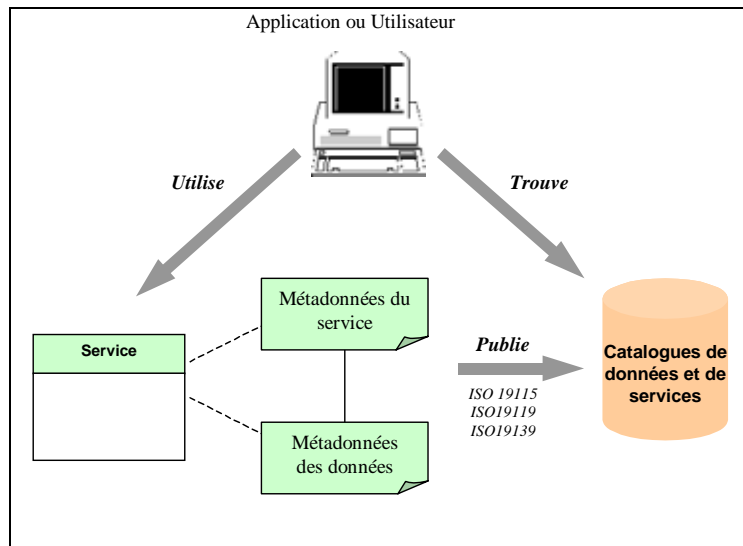 Application ou Utilisateur
Utilise
Trouve
Métadonnées du
service
Service
Publie
ISO 19115
ISO19119
ISO19139
Catalogues de
données et de
services
Métadonnées
des données